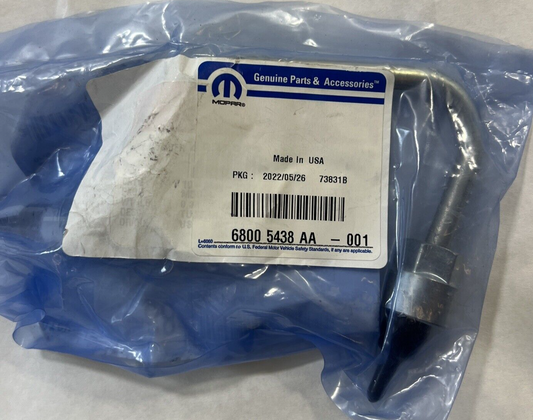 Genuine Parts & Accessories™
MOPAR®
Made In USA
PKG : 2022/05/26 73831B
6800 5438 AA - 001
Contents conform to U.S. Federal Motor Vehicle Safety Standards, if any are applicable.